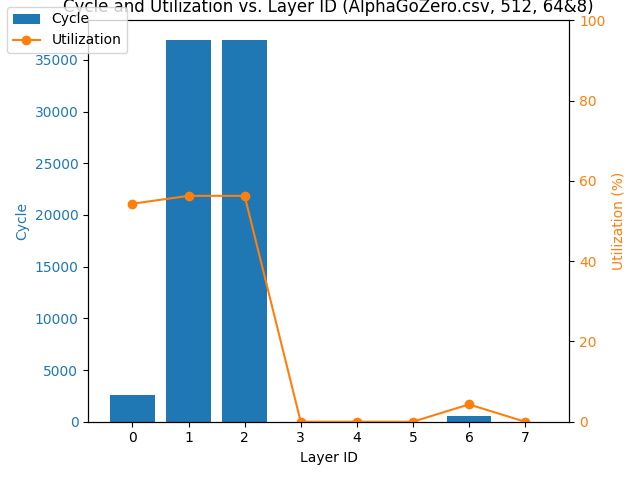 Cycle and Utilization vs. Layer ID (AlphaGoZero.csv, 512, 64&8)
Cycle
Utilization
35000
30000
25000
20000
15000
10000
5000
0
Cycle
100
80
60
40
20
0
Utilization (%)
0 1 2 3 4 5 6 7
Layer ID